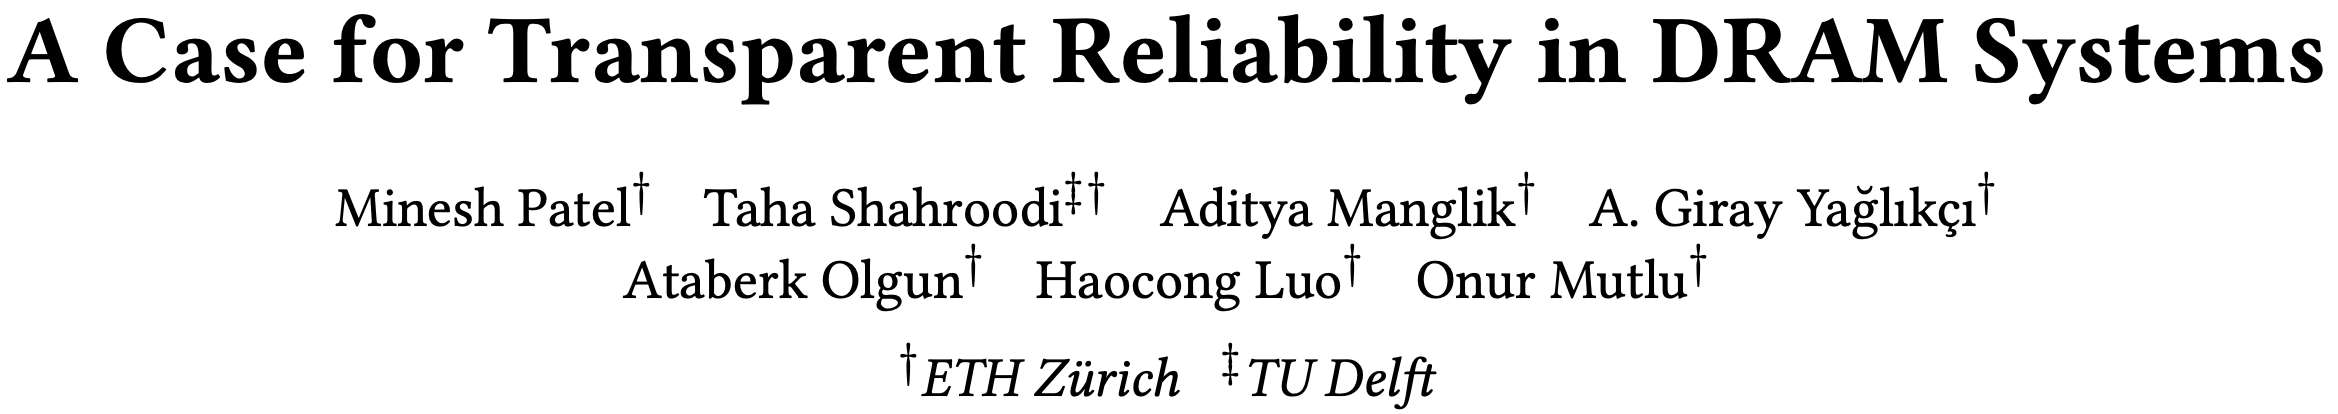 A Case for Transparent Reliability in DRAM Systems
Minesh Patel† Taha Shahroodi‡† Aditya Manglik† A. Giray Yağlıkçı†
Ataberk Olgun† Haocong Luo† Onur Mutlu†
†ETH Zürich ‡TU Delft